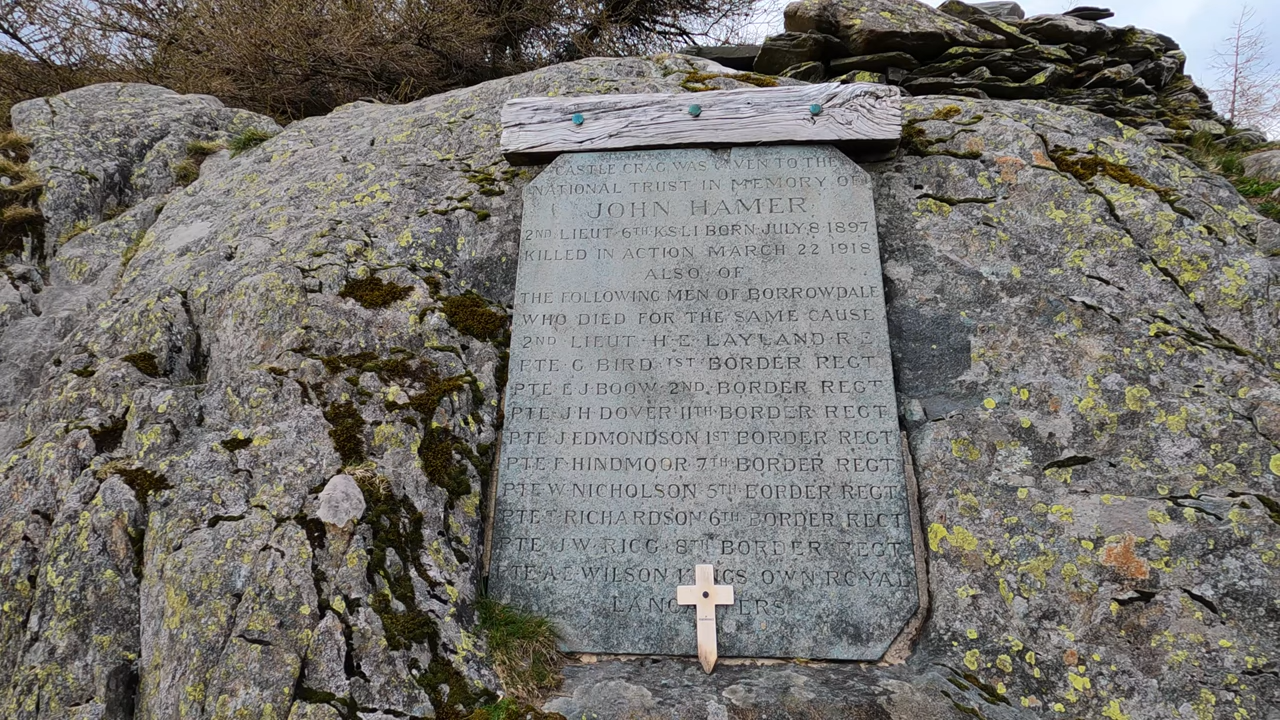 CASTLE CRAG WAS GIVEN TO THE
NATIONAL TRUST IN MEMORY OF
JOHN HAMER
2ND LIEUT 6TH K.S.L.I BORN JULY 8 1897
KILLED IN ACTION MARCH 22 1918
ALSO OF
THE FOLLOWING MEN OF BORROWDALE
WHO DIED FOR THE SAME CAUSE
2ND LIEUT H E LAYLAND R E
PTE G BIRD 1ST BORDER REGT
PTE E J BOOW 2ND BORDER REGT
PTE J H DOVER 11TH BORDER REGT
PTE J EDMONDSON 1ST BORDER REGT
PTE F HINDMOOR 7TH BORDER REGT
PTE W NICHOLSON 5TH BORDER REGT
PTE T RICHARDSON 6TH BORDER REGT
PTE J W RIGG 8TH BORDER REGT
PTE A E WILSON KINGS OWN ROYAL
LANCASTERS